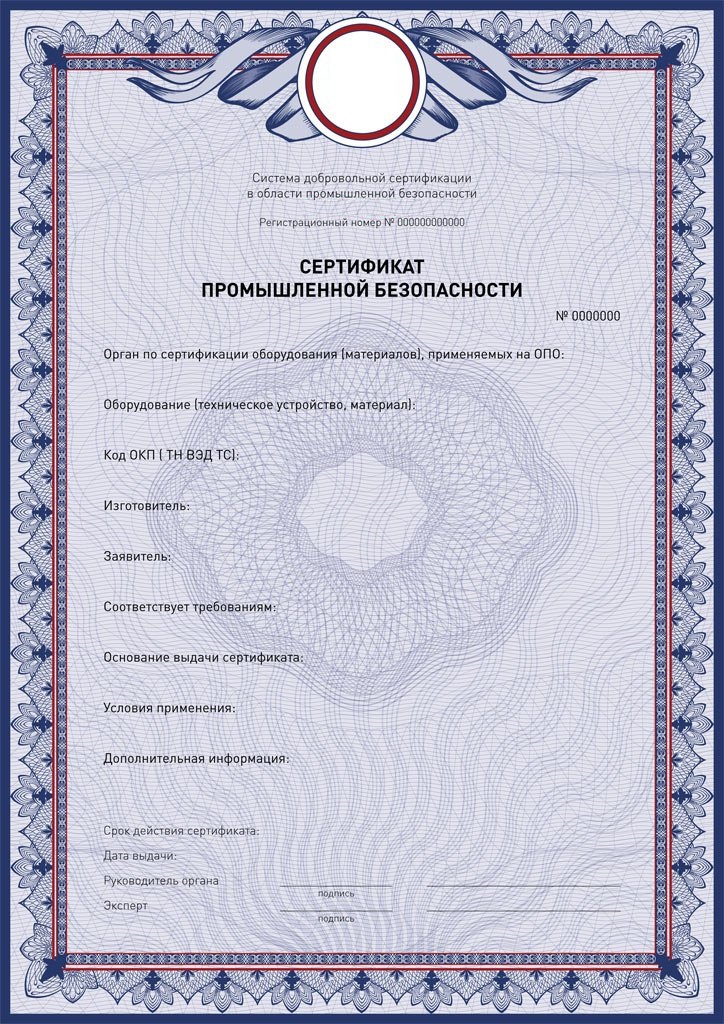 Система добровольной сертификации
в области промышленной безопасности
Регистрационный номер № 000000000000
СЕРТИФИКАТ
ПРОМЫШЛЕННОЙ БЕЗОПАСНОСТИ
№ 0000000
Орган по сертификации оборудования (материалов), применяемых на ОПО:
Оборудование (техническое устройство, материал):
Код ОКП ( ТН ВЭД ТС):
Изготовитель:
Заявитель:
Соответствует требованиям:
Основание выдачи сертификата:
Условия применения:
Дополнительная информация:
Срок действия сертификата:
Дата выдачи:
Руководитель органа
подпись
Эксперт
подпись